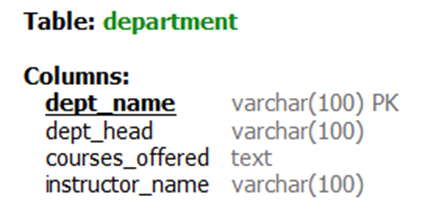 Table: department
Columns:
dept_name varchar(100) PK
dept_head varchar(100)
courses_offered text
instructor_name varchar(100)